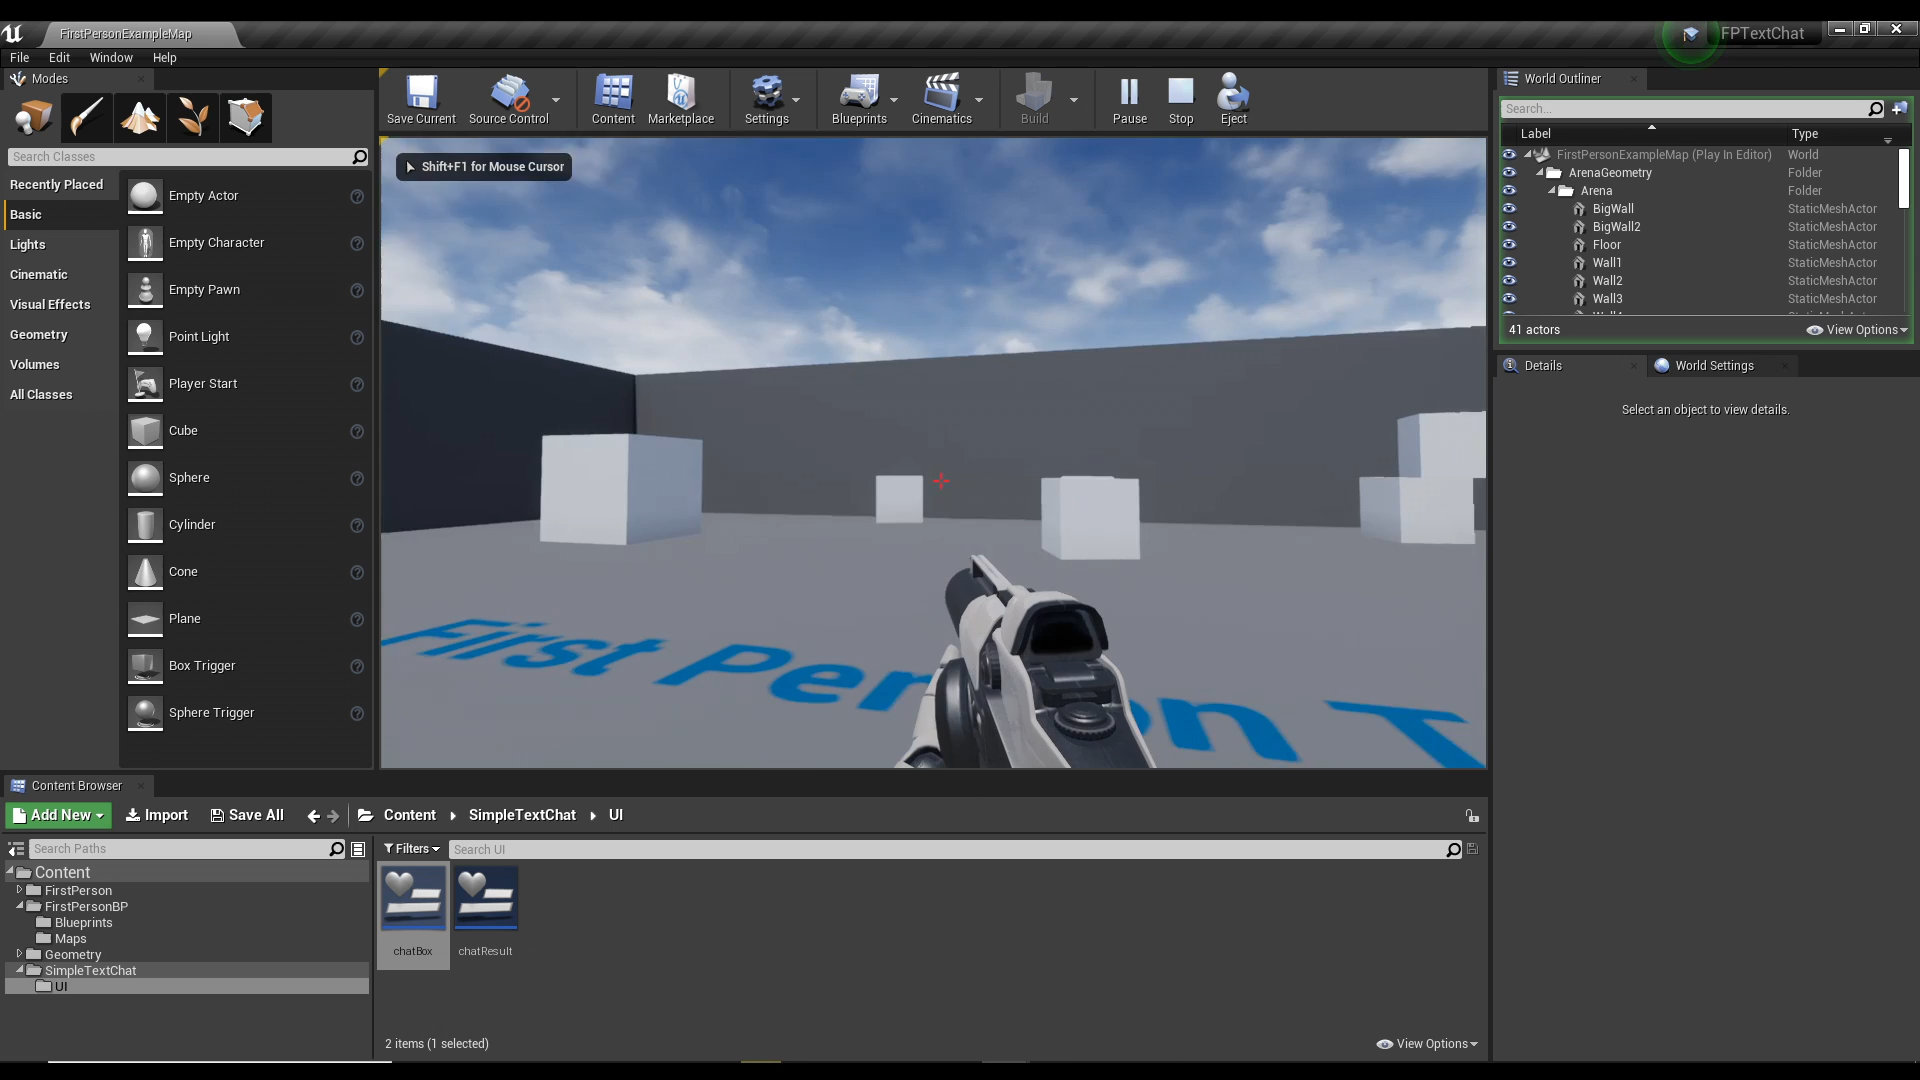 FirstPersonExampleMap
FPTextChat
File Edit Window Help
Modes
Search Classes
Recently Placed
Basic
Lights
Cinematic
Visual Effects
Geometry
Volumes
All Classes
Empty Actor
Empty Character
Empty Pawn
Point Light
Player Start
Cube
Sphere
Cylinder
Cone
Plane
Box Trigger
Sphere Trigger
Save Current Source Control Content Marketplace Settings Blueprints Cinematics Build Pause Stop Eject
Shift+F1 for Mouse Cursor
First Person T
World Outliner
Search...
Label Type
FirstPersonExampleMap (Play In Editor) World
ArenaGeometry Folder
Arena Folder
BigWall StaticMeshActor
BigWall2 StaticMeshActor
Floor StaticMeshActor
Wall1 StaticMeshActor
Wall2 StaticMeshActor
Wall3 StaticMeshActor
41 actors View Options
Details World Settings
Select an object to view details.
Content Browser
Add New Import Save All Content SimpleTextChat UI
Search Paths
Content
FirstPerson
FirstPersonBP
Blueprints
Maps
Geometry
SimpleTextChat
UI
Filters Search UI
chatBox chatResult
2 items (1 selected) View Options